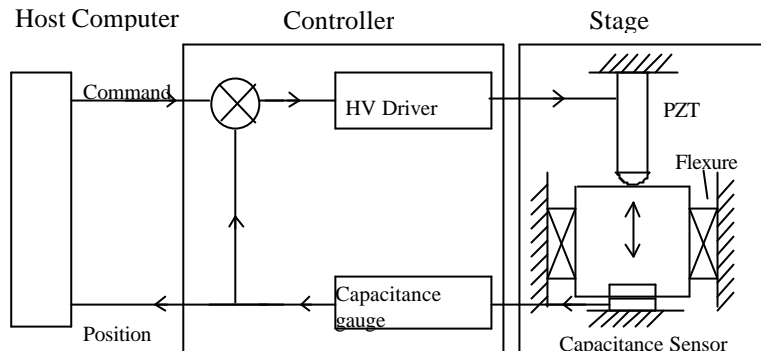 Host Computer
Controller
Stage
Command
HV Driver
PZT
Flexure
Capacitance
gauge
Position
Capacitance Sensor